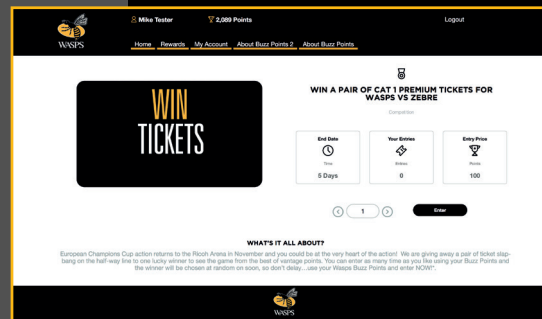 Mike Tester
2,089 Points
Logout
WASPS
Home Rewards My Account About Buzz Points 2 About Buzz Points
WIN
TICKETS
WIN A PAIR OF CAT 1 PREMIUM TICKETS FOR
WASPS VS ZEBRE
Competition
End Date
Time
5 Days
Your Entries
Entries
0
Entry Price
Points
100
1
Enter
WHAT'S IT ALL ABOUT?
European Champions Cup action returns to the Ricoh Arena in November and you could be at the very heart of the action! We are giving away a pair of ticket slap-
bang on the half-way line to one lucky winner to see the game from the best of vantage points. You can enter as many time as you like using your Buzz Points and
the winner will be chosen at random on soon, so don't delay...use your Wasps Buzz Points and enter NOW!*.
WASPS